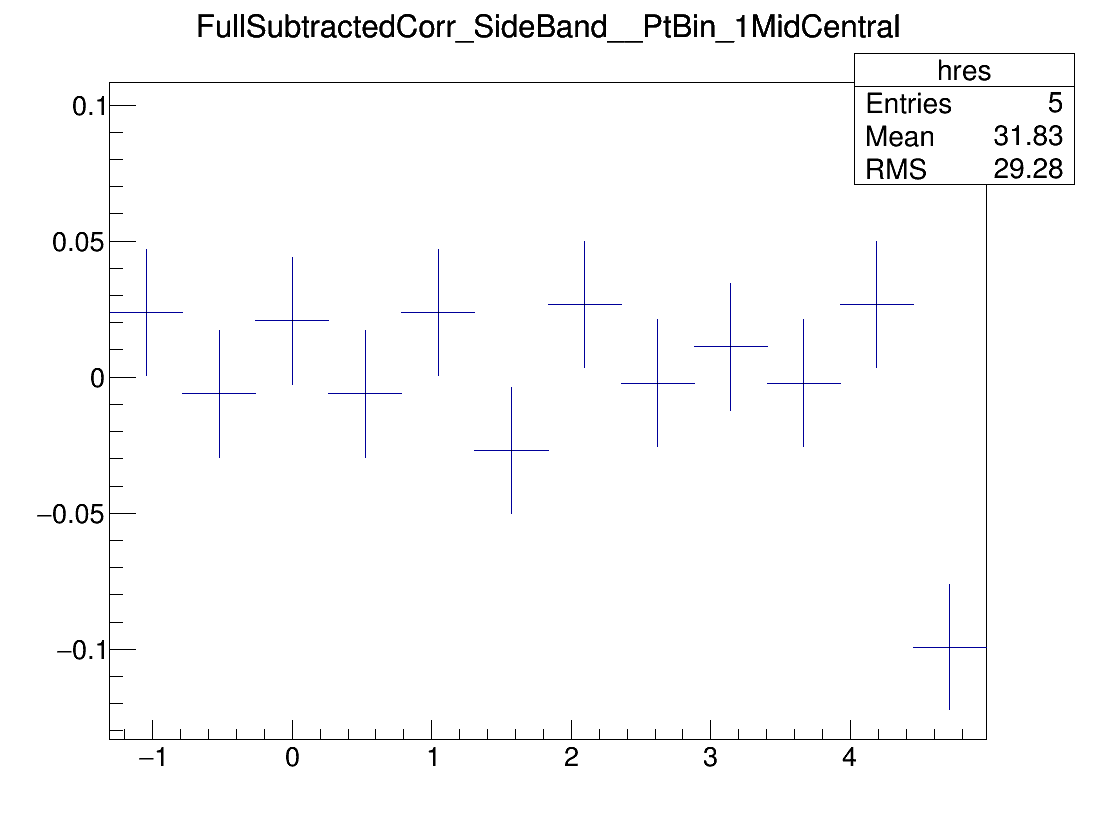 FullSubtractedCorr_SideBand__PtBin_1MidCentral
hres
Entries 5
Mean 31.83
RMS 29.28
0.1
0.05
0
−0.05
−0.1
−1 0 1 2 3 4